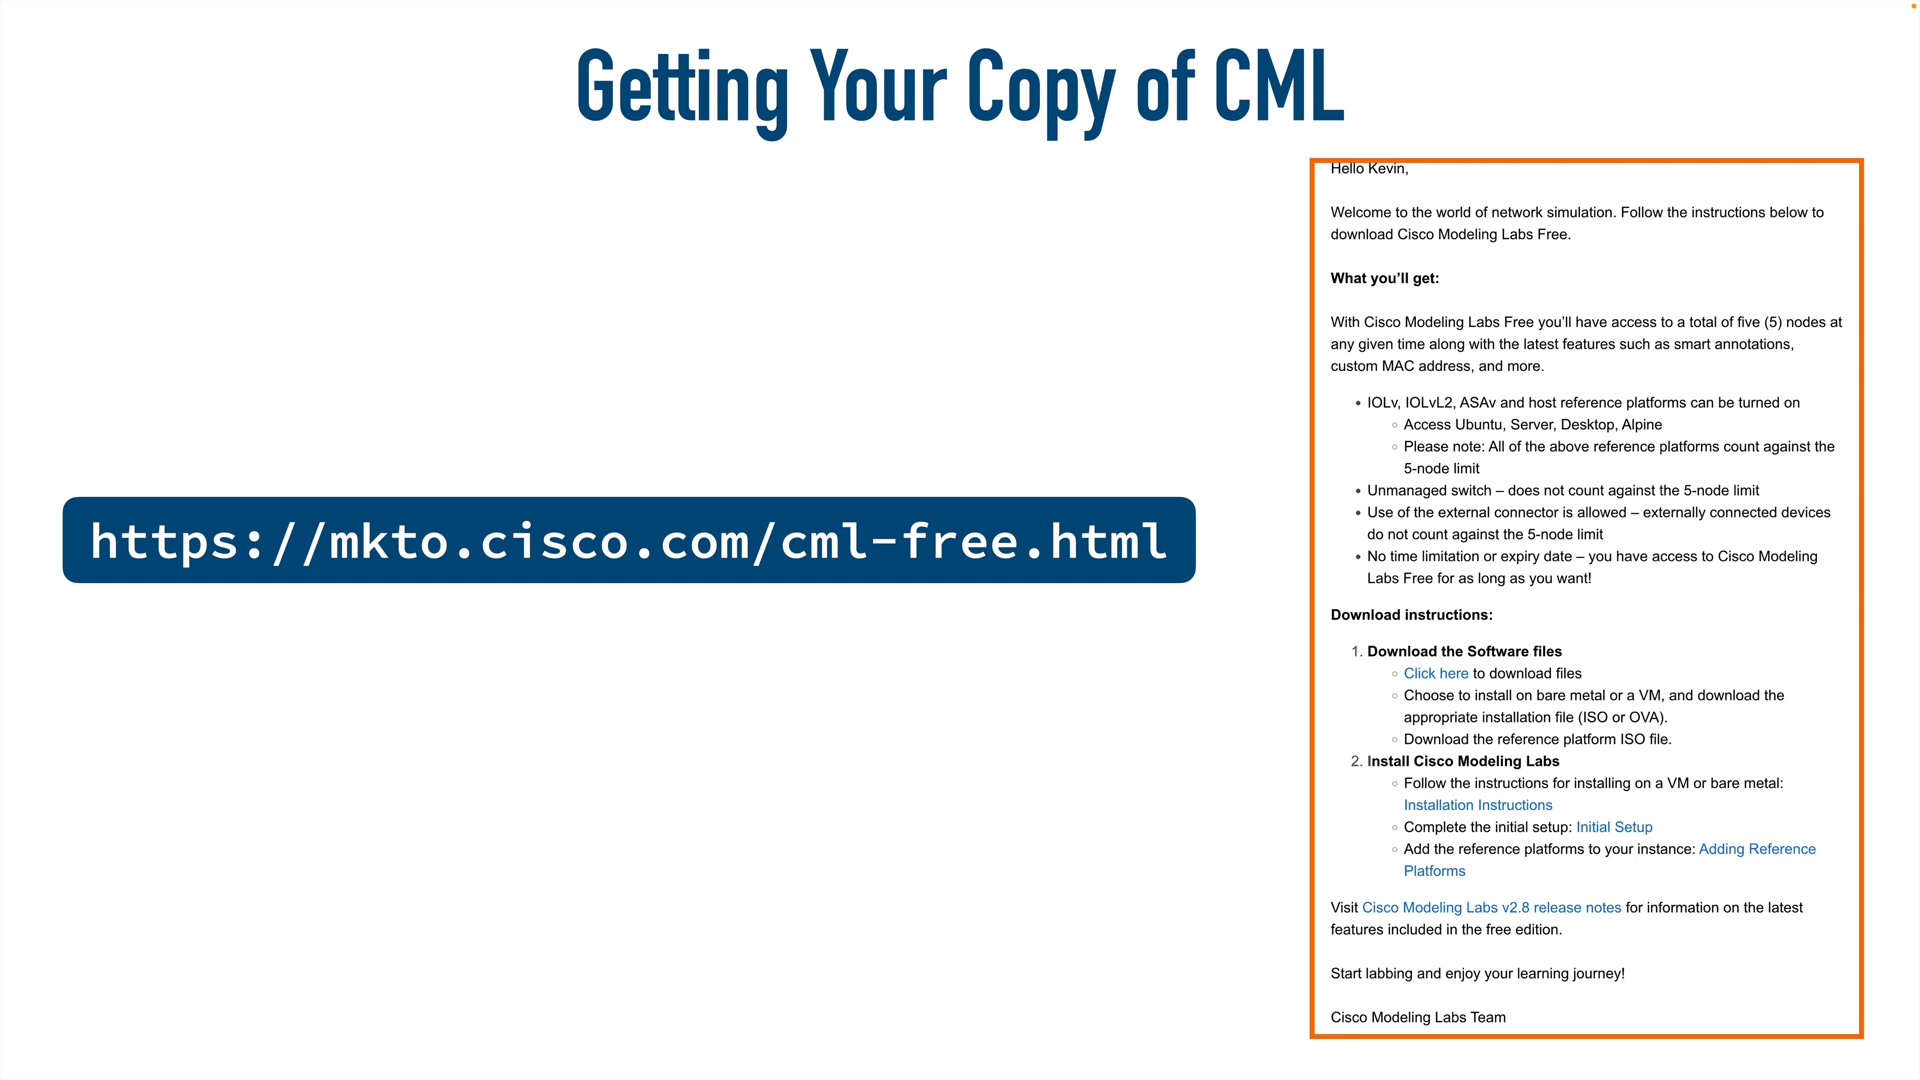 Getting Your Copy of CML
https://mkto.cisco.com/cml-free.html
Hello Kevin,
Welcome to the world of network simulation. Follow the instructions below to
download Cisco Modeling Labs Free.
What you’ll get:
With Cisco Modeling Labs Free you’ll have access to a total of five (5) nodes at
any given time along with the latest features such as smart annotations,
custom MAC address, and more.
• IOLv, IOLvL2, ASAv and host reference platforms can be turned on
◦ Access Ubuntu, Server, Desktop, Alpine
◦ Please note: All of the above reference platforms count against the
5-node limit
• Unmanaged switch – does not count against the 5-node limit
• Use of the external connector is allowed – externally connected devices
do not count against the 5-node limit
• No time limitation or expiry date – you have access to Cisco Modeling
Labs Free for as long as you want!
Download instructions:
1. Download the Software files
◦ Click here to download files
◦ Choose to install on bare metal or a VM, and download the
appropriate installation file (ISO or OVA).
◦ Download the reference platform ISO file.
2. Install Cisco Modeling Labs
◦ Follow the instructions for installing on a VM or bare metal:
Installation Instructions
◦ Complete the initial setup: Initial Setup
◦ Add the reference platforms to your instance: Adding Reference
Platforms
Visit Cisco Modeling Labs v2.8 release notes for information on the latest
features included in the free edition.
Start labbing and enjoy your learning journey!
Cisco Modeling Labs Team